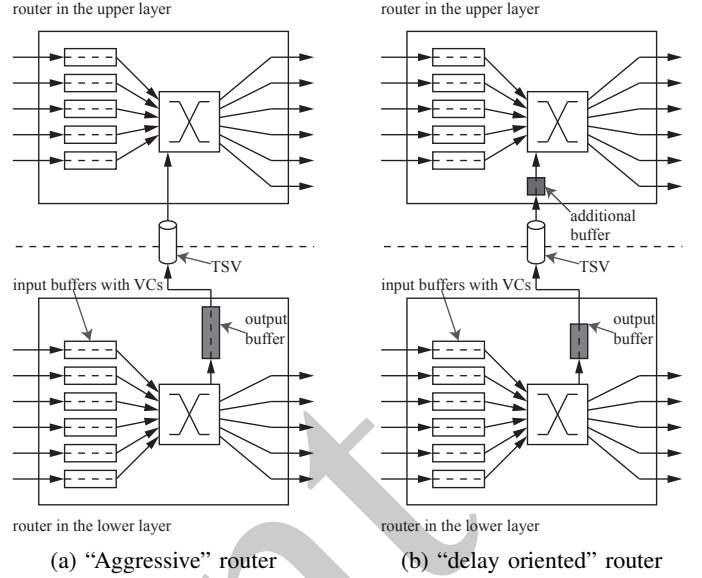 router in the upper layer
TSV
input buffers with VCs
output
buffer
router in the lower layer
(a) “Aggressive” router
router in the upper layer
additional
buffer
TSV
input buffers with VCs
output
buffer
router in the lower layer
(b) “delay oriented” router
nt